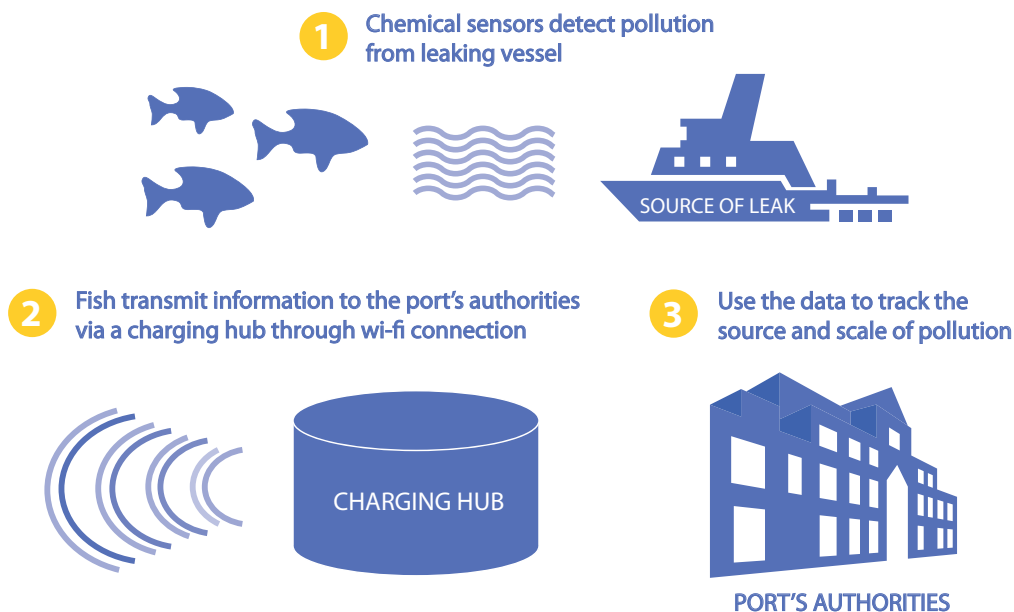 1
Chemical sensors detect pollution
from leaking vessel
SOURCE OF LEAK
2
Fish transmit information to the port's authorities
via a charging hub through wi-fi connection
3
Use the data to track the
source and scale of pollution
CHARGING HUB
PORT'S AUTHORITIES